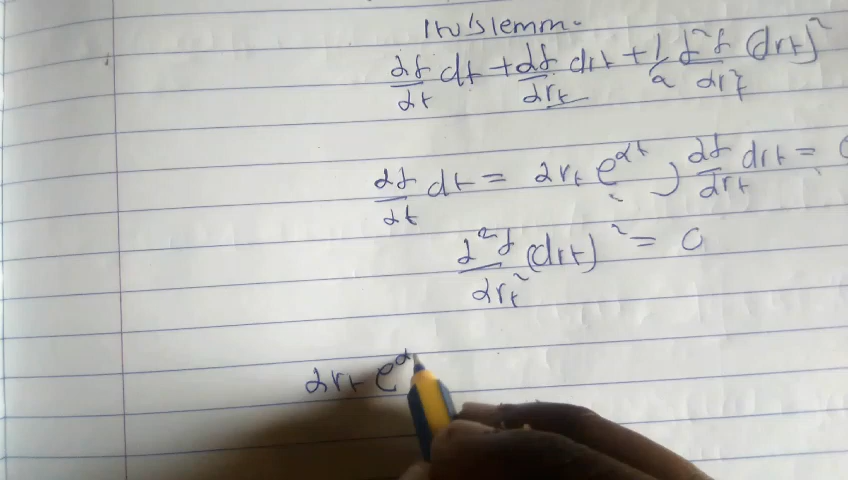 Ito's lemma
∂f/∂t dt + ∂f/∂rt drt + 1/2 ∂²f/∂rt² (drt)²
∂f/∂t dt = αrt e^αt, ∂f/∂rt drt =
∂²f/∂rt² (drt)² = 0
αrt e^α